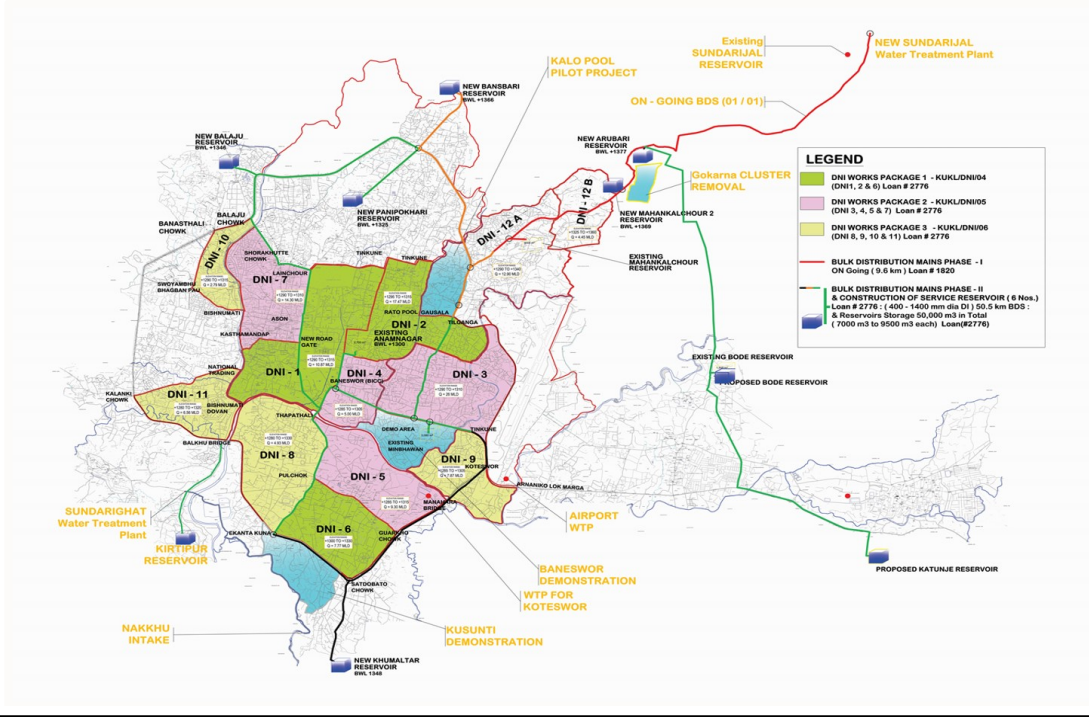 Existing
SUNDARIJAL
RESERVOIR
NEW SUNDARIJAL
Water Treatment Plant
KALO POOL
PILOT PROJECT
NEW BANSBARI
RESERVOIR
BWL +1366
ON - GOING BDS (01 / 01)
NEW BALAJU
RESERVOIR
BWL +1346
NEW ARUBARI
RESERVOIR
BWL +1377
LEGEND
DNI WORKS PACKAGE 1 - KUKL/DNI/04
(DNI1, 2 & 6) Loan # 2776
DNI WORKS PACKAGE 2 - KUKL/DNI/05
(DNI 3, 4, 5 & 7) Loan # 2776
DNI WORKS PACKAGE 3 - KUKL/DNI/06
(DNI 8, 9, 10 & 11) Loan # 2776
BULK DISTRIBUTION MAINS PHASE - I
ON Going ( 9.6 km ) Loan # 1820
BULK DISTRIBUTION MAINS PHASE - II
& CONSTRUCTION OF SERVICE RESERVOIR ( 6 Nos.)
Loan # 2776 : ( 400 - 1400 mm dia DI ) 50.5 km BDS :
& Reservoirs Storage 50,000 m3 in Total
( 7000 m3 to 9500 m3 each) Loan(#2776)
Gokarna CLUSTER
REMOVAL
DNI - 12 B
DNI - 12 A
NEW PANIPOKHARI
RESERVOIR
BWL +1325
NEW MAHANKALCHOUR 2
RESERVOIR
BWL +1369
BANASTHALI
CHOWK
BALAJU
CHOWK
DNI - 10
SHORAKHUTTE
CHOWK
TINKUNE
TINKUNE
EXISTING
MAHANKALCHOUR
RESERVOIR
DNI - 7
LAINCHOUR
SWOYAMBHU
BHAGBAN PAU
BISHNUMATI
ASON
KASTHAMANDAP
RATO POOL
GAUSALA
DNI - 2
TILGANGA
EXISTING
ANAMNAGAR
BWL +1300
NEW ROAD
GATE
NATIONAL
TRADING
DNI - 1
DNI - 4
BANESWOR (BICC)
DNI - 3
EXISTING BODE RESERVOIR
PROPOSED BODE RESERVOIR
KALANKI
CHOWK
DNI - 11
BISHNUMATI
DOVAN
THAPATHALI
DEMO AREA
TINKUNE
BALKHU BRIDGE
EXISTING
MINBHAWAN
DNI - 8
DNI - 9
KOTESWOR
PULCHOK
DNI - 5
ARNANIKO LOK MARGA
MANAHARA
BRIDGE
SUNDARIGHAT
Water Treatment
Plant
AIRPORT
WTP
DNI - 6
EKANTA KUNA
GUARKHO
CHOWK
KIRTIPUR
RESERVOIR
PROPOSED KATUNJE RESERVOIR
BANESWOR
DEMONSTRATION
SATDOBATO
CHOWK
WTP FOR
KOTESWOR
NAKKHU
INTAKE
KUSUNTI
DEMONSTRATION
NEW KHUMALTAR
RESERVOIR
BWL 1348